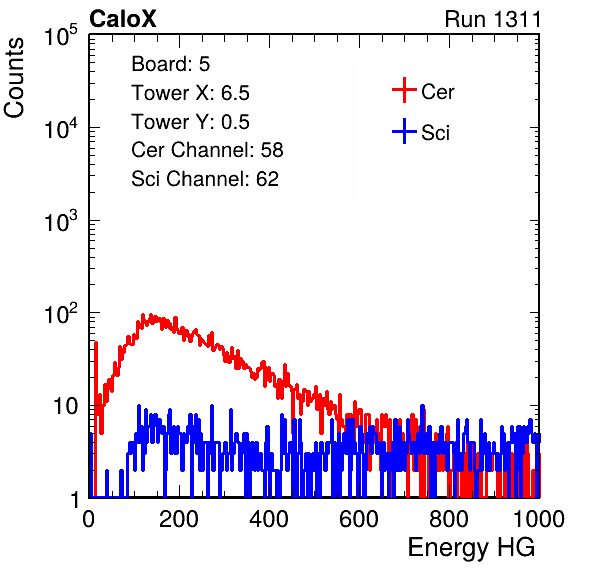 CaloX Run 1311
Board: 5
Tower X: 6.5
Tower Y: 0.5
Cer Channel: 58
Sci Channel: 62
Cer
Sci
Counts
10^5
10^4
10^3
10^2
10
1
0 200 400 600 800 1000
Energy HG